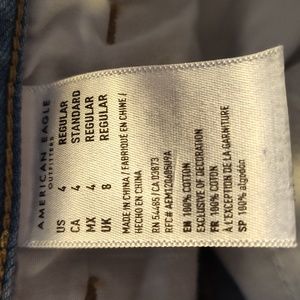 AMERICAN EAGLE
OUTFITTERS
US 4 REGULAR
CA 4 STANDARD
MX 4 REGULAR
UK 8 REGULAR
MADE IN CHINA / FABRIQUÉ EN CHINE /
HECHO EN CHINA
RN 54485 / CA 03873
RFC#
EN 100% COTTON
EXCLUSIVE OF DECORATION
FR 100% COTON
À L'EXCEPTION DE LA GARNITURE
SP 100% algodón